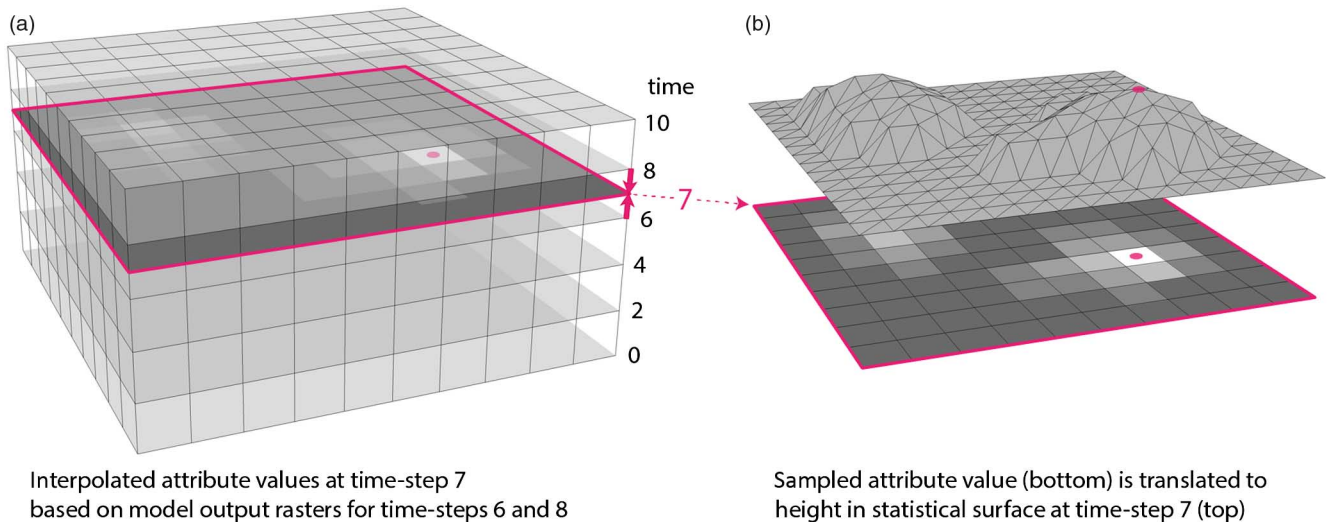 (a)
(b)
time
10
8
7
6
4
2
0
Interpolated attribute values at time-step 7
based on model output rasters for time-steps 6 and 8
Sampled attribute value (bottom) is translated to
height in statistical surface at time-step 7 (top)